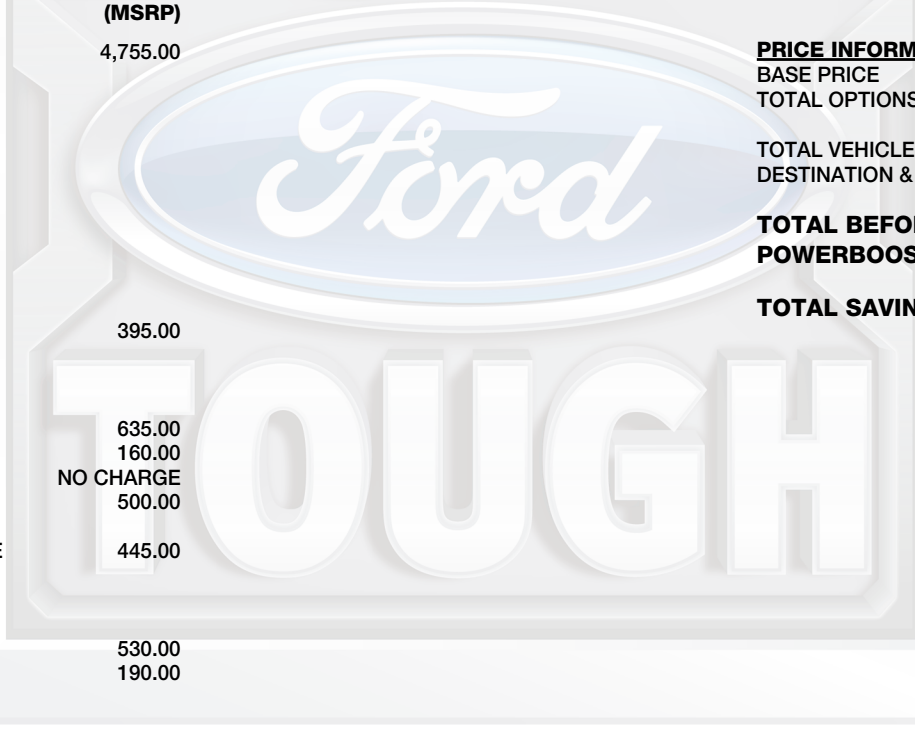 (MSRP)
4,755.00
395.00
635.00
160.00
NO CHARGE
500.00
E 445.00
530.00
190.00
PRICE INFORM
BASE PRICE
TOTAL OPTIONS
TOTAL VEHICLE
DESTINATION &
TOTAL BEFO
POWERBOOS
TOTAL SAVIN
Ford
TOUGH